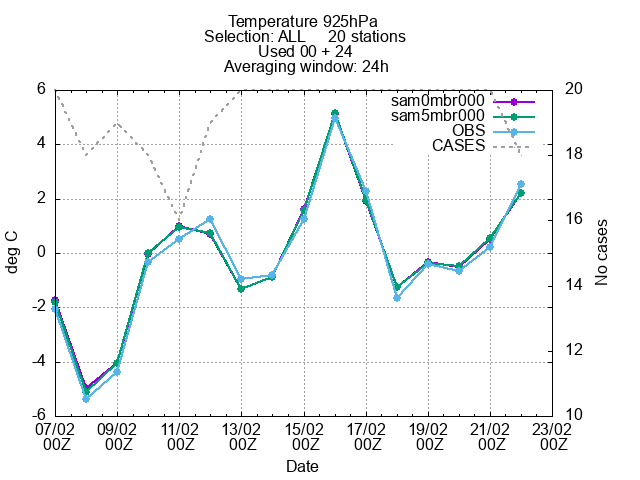 Temperature 925hPa
Selection: ALL     20 stations
Used 00 + 24
Averaging window: 24h
sam0mbr000
sam5mbr000
OBS
CASES
6
4
2
0
-2
-4
-6
deg C
20
18
16
14
12
10
No cases
07/02 09/02 11/02 13/02 15/02 17/02 19/02 21/02 23/02
00Z 00Z 00Z 00Z 00Z 00Z 00Z 00Z 00Z
Date